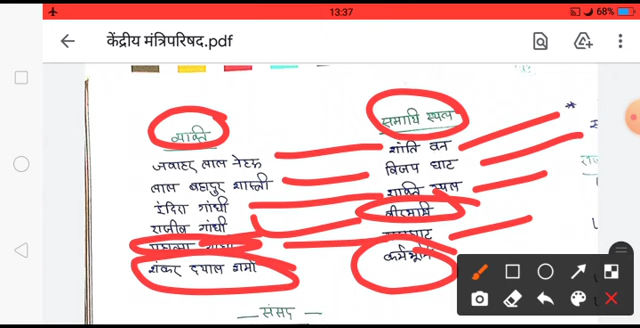 13:37
68%
केंद्रीय मंत्रिपरिषद.pdf
व्यक्ति समाधि स्थल
जवाहर लाल नेहरू शांति वन
लाल बहादुर शास्त्री विजय घाट
इंदिरा गांधी शक्ति स्थल
राजीव गांधी वीरभूमि
शंकर दयाल शर्मा कर्मभूमि
संसद